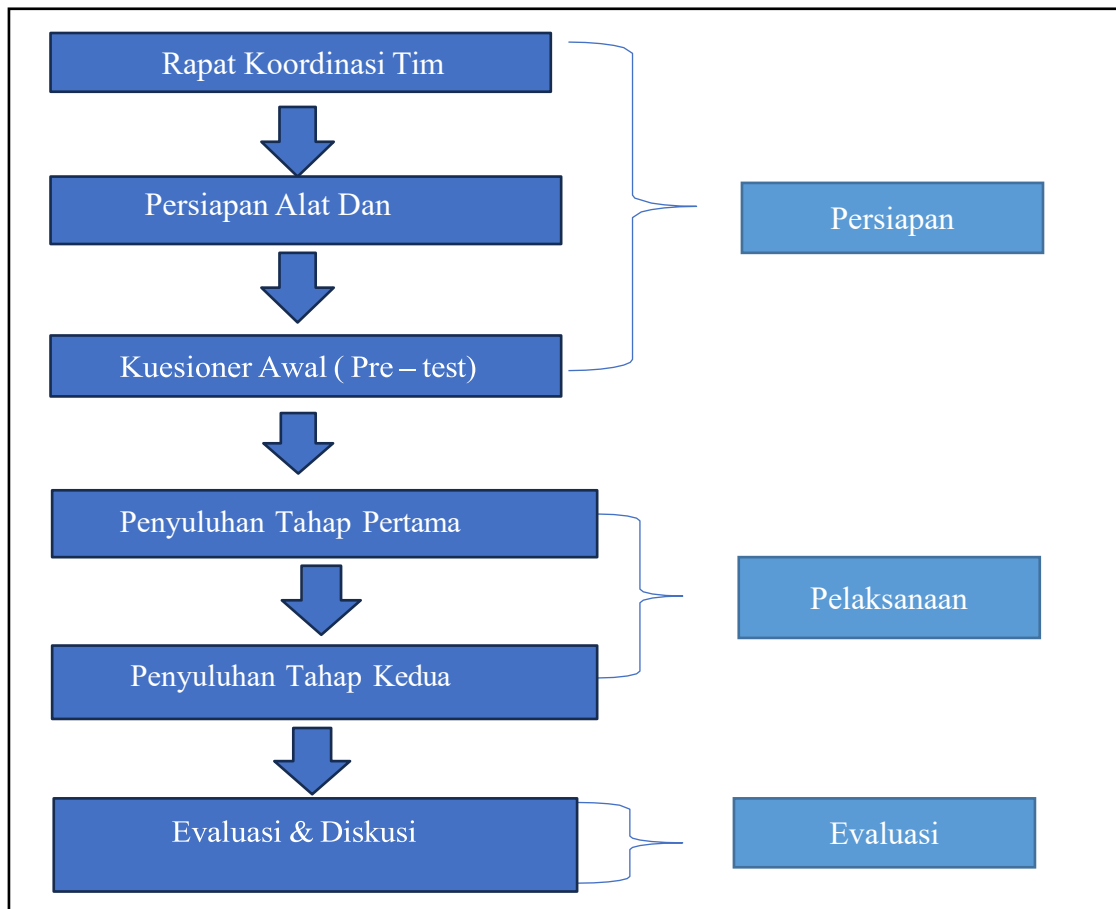 Rapat Koordinasi Tim
Persiapan Alat Dan
Persiapan
Kuesioner Awal ( Pre – test)
Penyuluhan Tahap Pertama
Pelaksanaan
Penyuluhan Tahap Kedua
Evaluasi & Diskusi
Evaluasi